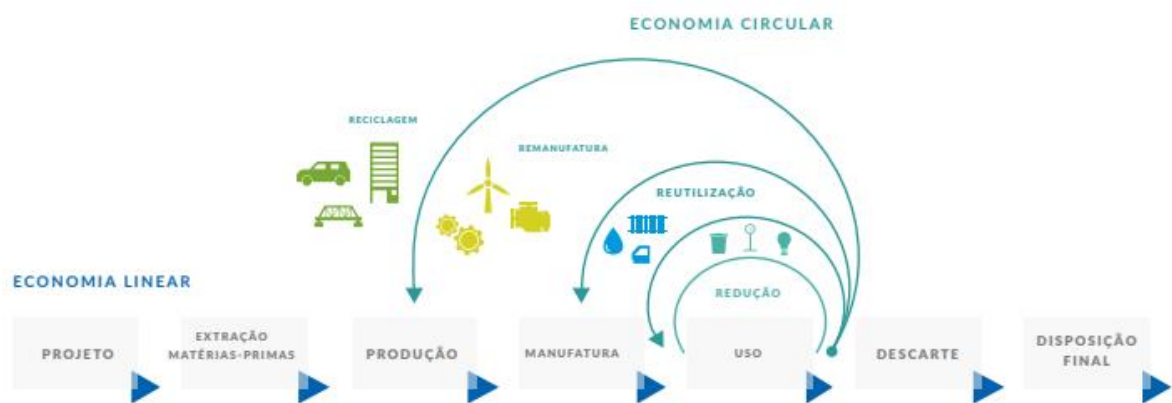 ECONOMIA CIRCULAR
RECICLAGEM
REMANUFATURA
REUTILIZAÇÃO
REDUÇÃO
ECONOMIA LINEAR
PROJETO
EXTRAÇÃO
MATÉRIAS-PRIMAS
PRODUÇÃO
MANUFATURA
USO
DESCARTE
DISPOSIÇÃO
FINAL